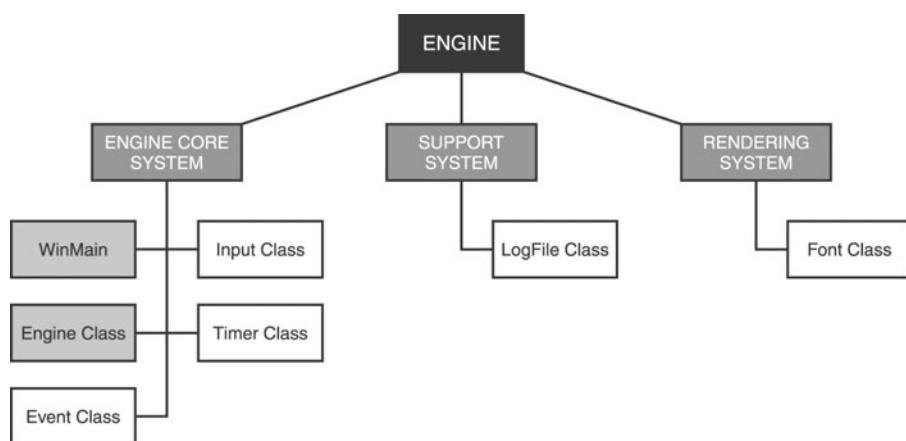 ENGINE
ENGINE CORE
SYSTEM
SUPPORT
SYSTEM
RENDERING
SYSTEM
WinMain
Input Class
LogFile Class
Font Class
Engine Class
Timer Class
Event Class